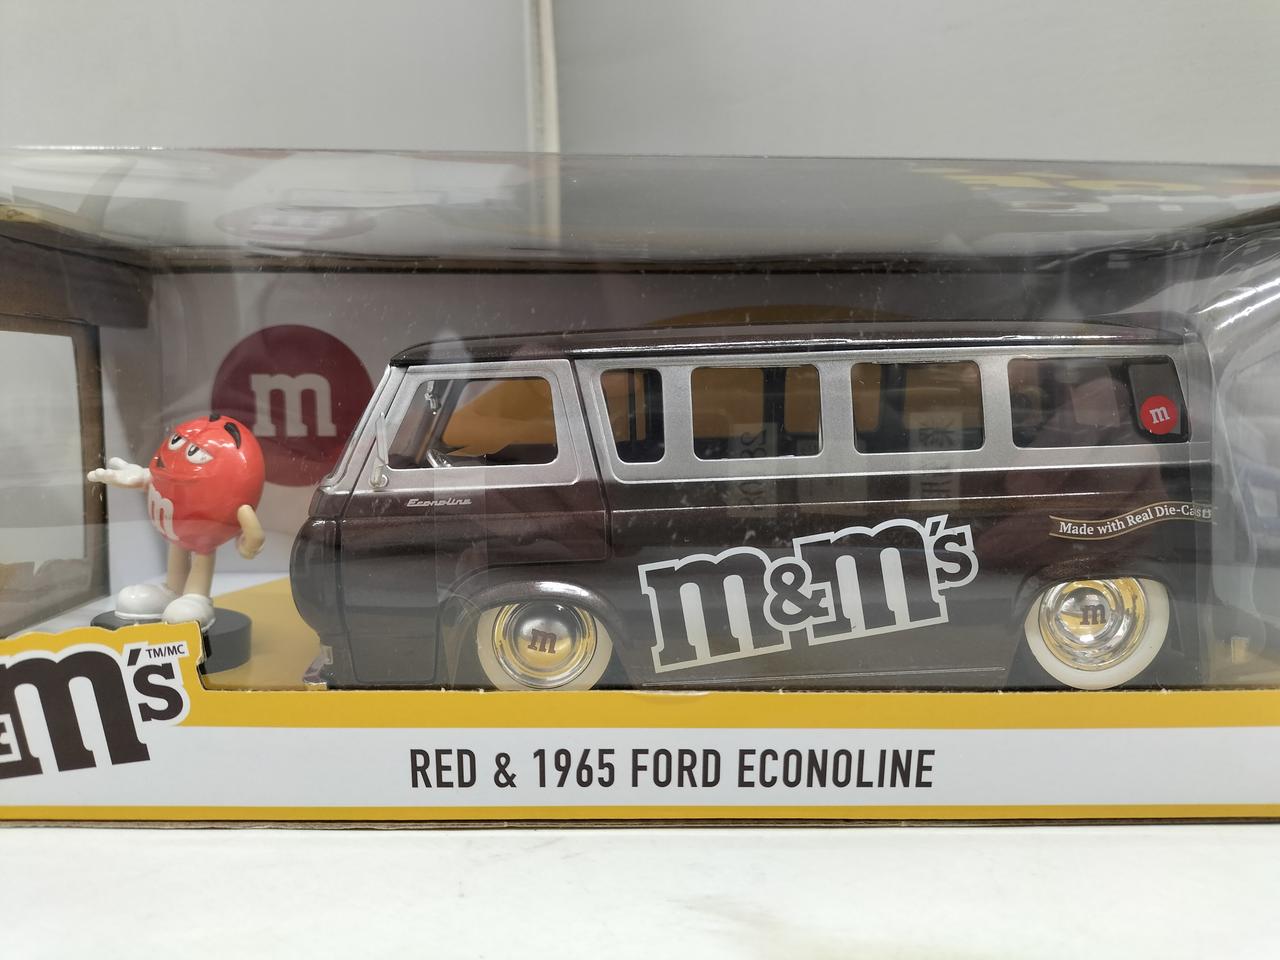 m
m
m
Econoline
Made with Real Die-Cast
m&m's
m
m
&m's TM/MC
RED & 1965 FORD ECONOLINE